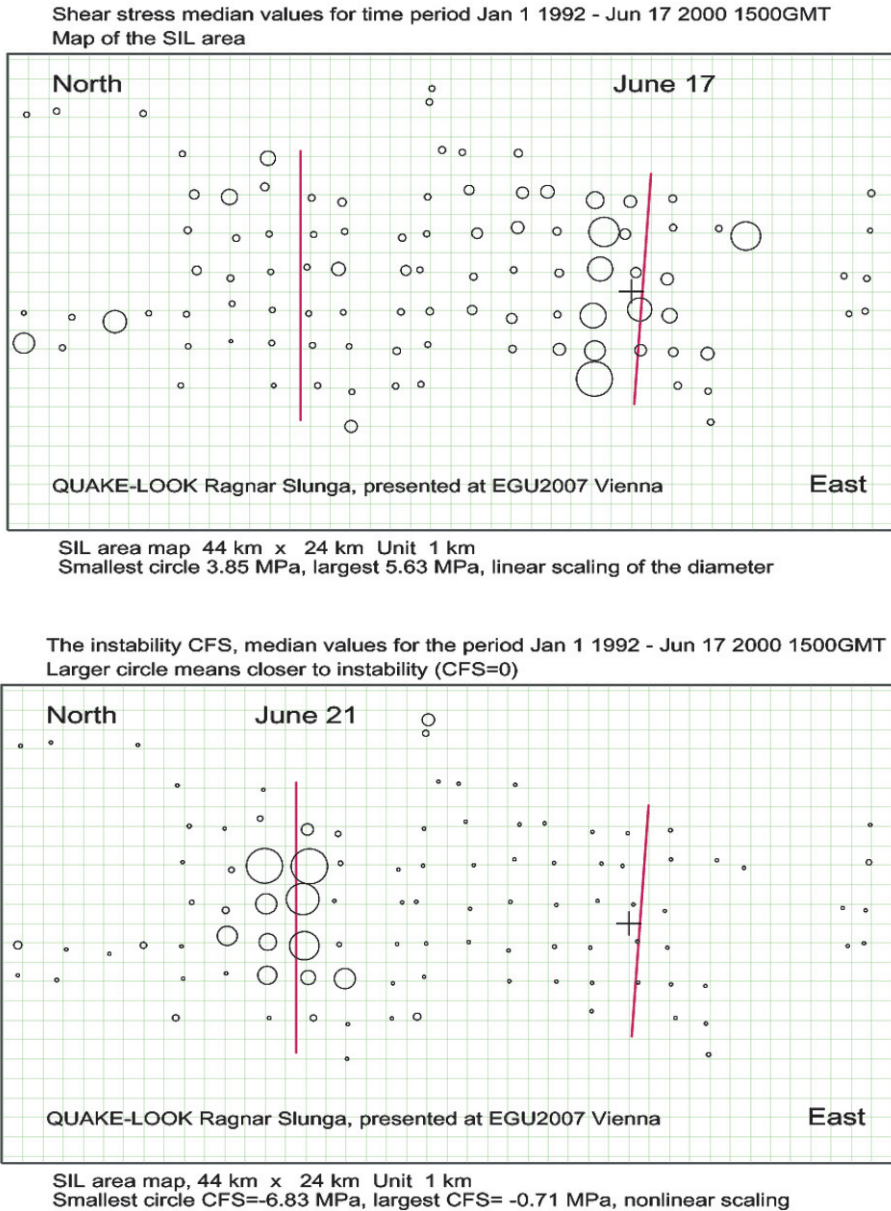 Shear stress median values for time period Jan 1 1992 - Jun 17 2000 1500GMT
Map of the SIL area
North June 17
QUAKE-LOOK Ragnar Slunga, presented at EGU2007 Vienna East
SIL area map 44 km x 24 km Unit 1 km
Smallest circle 3.85 MPa, largest 5.63 MPa, linear scaling of the diameter
The instability CFS, median values for the period Jan 1 1992 - Jun 17 2000 1500GMT
Larger circle means closer to instability (CFS=0)
North June 21
QUAKE-LOOK Ragnar Slunga, presented at EGU2007 Vienna East
SIL area map, 44 km x 24 km Unit 1 km
Smallest circle CFS=-6.83 MPa, largest CFS= -0.71 MPa, nonlinear scaling